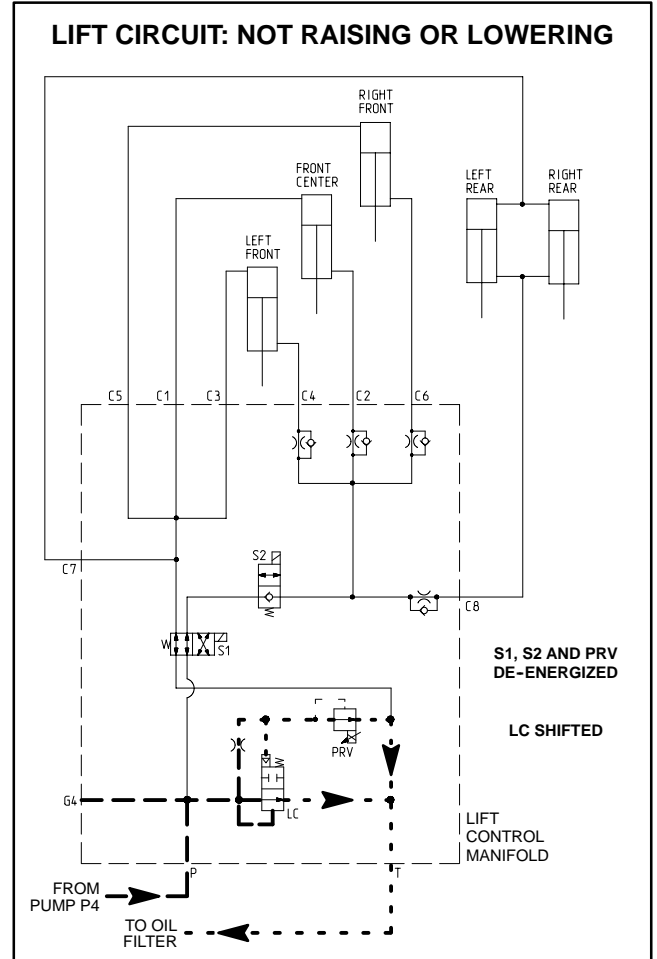 LIFT CIRCUIT: NOT RAISING OR LOWERING
RIGHT
FRONT
FRONT
CENTER
LEFT
REAR
RIGHT
REAR
LEFT
FRONT
C5
C1
C3
C4
C2
C6
S2
C7
C8
W
S1
W
S1, S2 AND PRV
DE-ENERGIZED
LC SHIFTED
PRV
W
G4
LC
LIFT
CONTROL
MANIFOLD
P
T
FROM
PUMP P4
TO OIL
FILTER